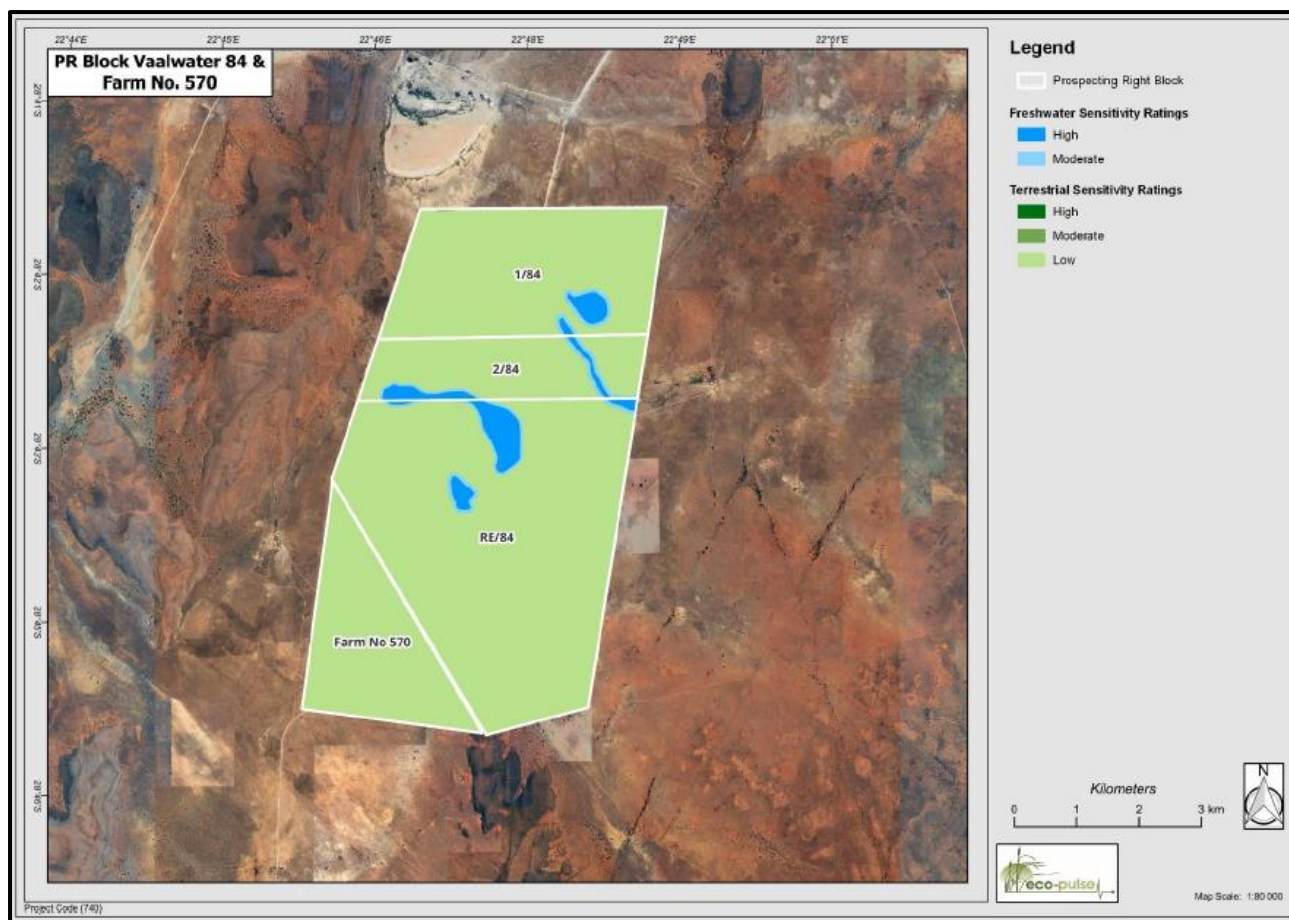 22°44'E 22°45'E 22°46'E 22°48'E 22°49'E 22°51'E
PR Block Vaalwater 84 &
Farm No. 570
1/84
2/84
RE/84
Farm No 570
Legend
Prospecting Right Block
Freshwater Sensitivity Ratings
High
Moderate
Terrestrial Sensitivity Ratings
High
Moderate
Low
Kilometers
0 1 2 3 km
N
eco-pulse
Map Scale: 1:80 000
Project Code (740)